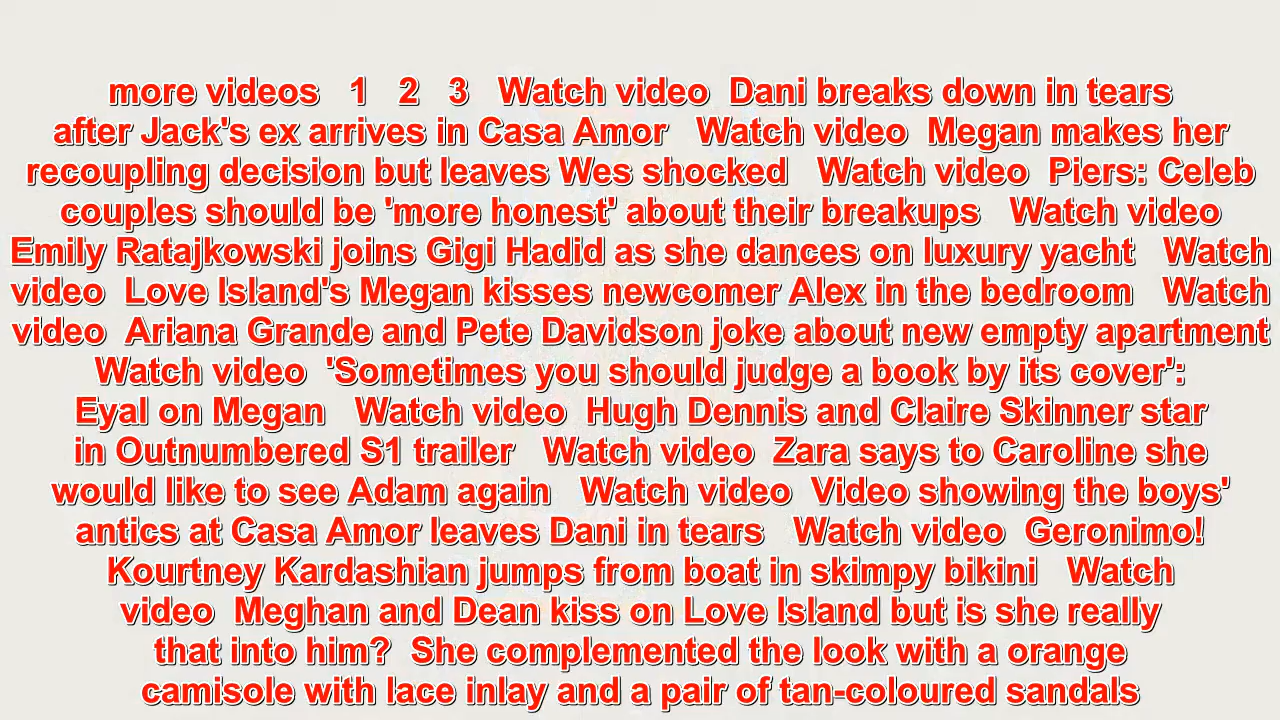 more videos 1 2 3 Watch video Dani breaks down in tears
after Jack's ex arrives in Casa Amor Watch video Megan makes her
recoupling decision but leaves Wes shocked Watch video Piers: Celeb
couples should be 'more honest' about their breakups Watch video
Emily Ratajkowski joins Gigi Hadid as she dances on luxury yacht Watch
video Love Island's Megan kisses newcomer Alex in the bedroom Watch
video Ariana Grande and Pete Davidson joke about new empty apartment
Watch video 'Sometimes you should judge a book by its cover':
Eyal on Megan Watch video Hugh Dennis and Claire Skinner star
in Outnumbered S1 trailer Watch video Zara says to Caroline she
would like to see Adam again Watch video Video showing the boys'
antics at Casa Amor leaves Dani in tears Watch video Geronimo!
Kourtney Kardashian jumps from boat in skimpy bikini Watch
video Meghan and Dean kiss on Love Island but is she really
that into him? She complemented the look with a orange
camisole with lace inlay and a pair of tan-coloured sandals